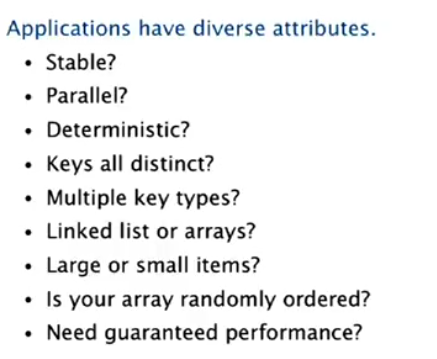 Applications have diverse attributes.
• Stable?
• Parallel?
• Deterministic?
• Keys all distinct?
• Multiple key types?
• Linked list or arrays?
• Large or small items?
• Is your array randomly ordered?
• Need guaranteed performance?